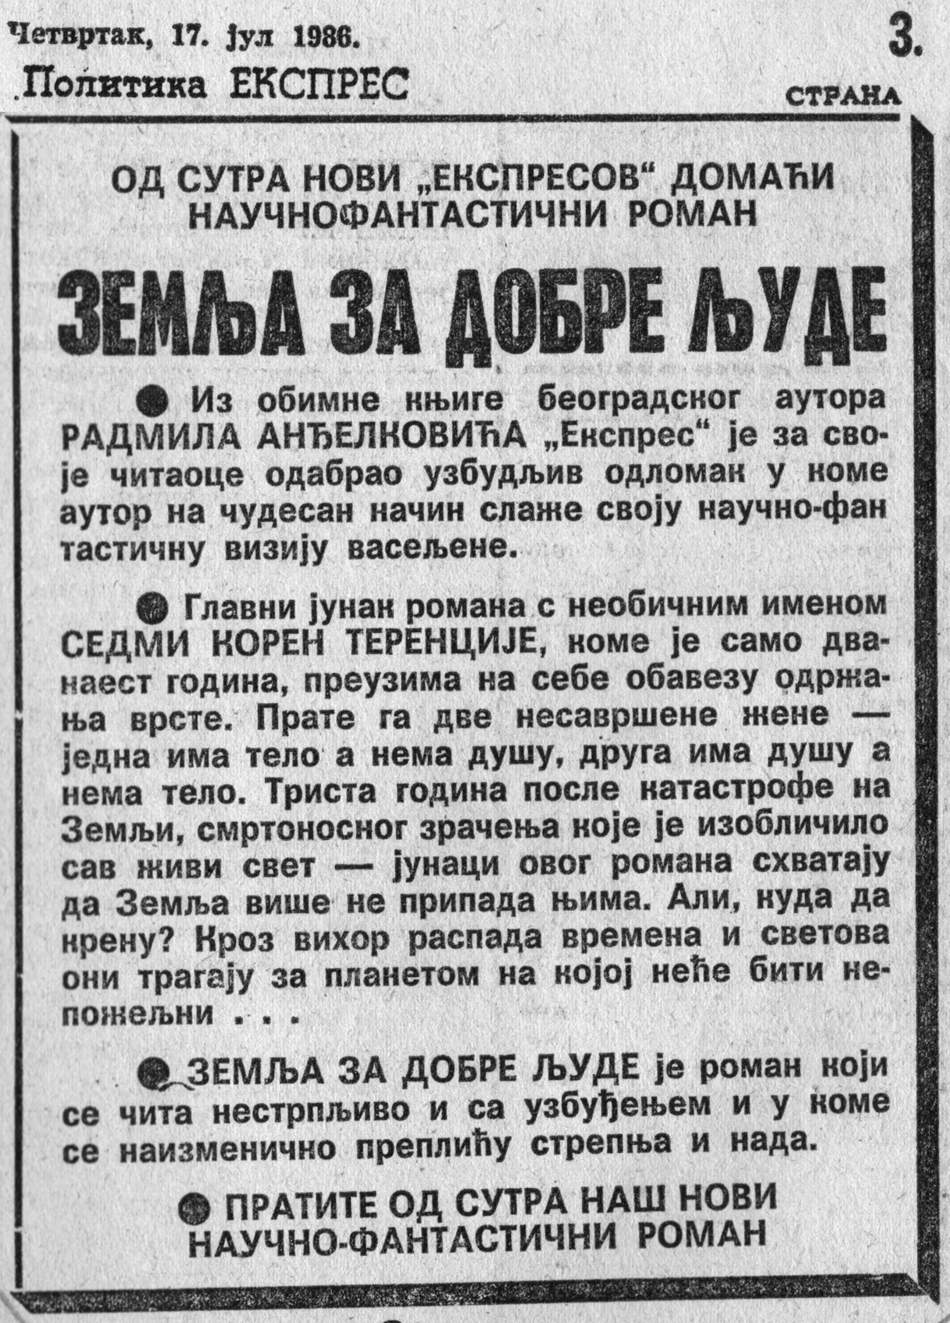 Четвртак, 17. јул 1986.
3.
Политика ЕКСПРЕС
СТРАНА
ОД СУТРА НОВИ „ЕКСПРЕСОВ“ ДОМАЋИ
НАУЧНОФАНТАСТИЧНИ РОМАН
ЗЕМЉА ЗА ДОБРЕ ЉУДЕ
● Из обимне књиге београдског аутора
РАДМИЛА АНЂЕЛКОВИЋА „Експрес“ је за сво-
је читаоце одабрао узбудљив одломак у коме
аутор на чудесан начин слаже своју научно-фан
тастичну визију васељене.
● Главни јунак романа с необичним именом
СЕДМИ КОРЕН ТЕРЕНЦИЈЕ, коме је само два-
наест година, преузима на себе обавезу одржа-
ња врсте. Прате га две несавршене жене —
једна има тело а нема душу, друга има душу а
нема тело. Триста година после катастрофе на
Земљи, смртоносног зрачења које је изобличило
сав живи свет — јунаци овог романа схватају
да Земља више не припада њима. Али, куда да
крену? Кроз вихор распада времена и светова
они трагају за планетом на којој неће бити не-
пожељни . . .
● ЗЕМЉА ЗА ДОБРЕ ЉУДЕ је роман који
се чита нестрпљиво и са узбуђењем и у коме
се наизменично преплићу стрепња и нада.
● ПРАТИТЕ ОД СУТРА НАШ НОВИ
НАУЧНО-ФАНТАСТИЧНИ РОМАН